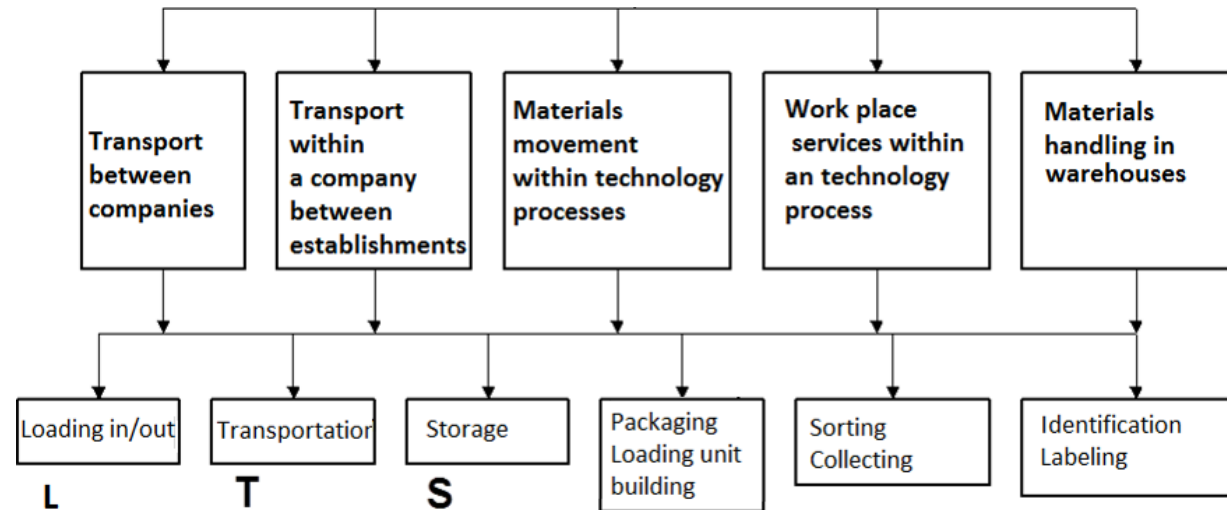 Transport
between
companies
Transport
within
a company
between
establishments
Materials
movement
within technology
processes
Work place
services within
an technology
process
Materials
handling in
warehouses
Loading in/out
Transportation
Storage
Packaging
Loading unit
building
Sorting
Collecting
Identification
Labeling
L
T
S